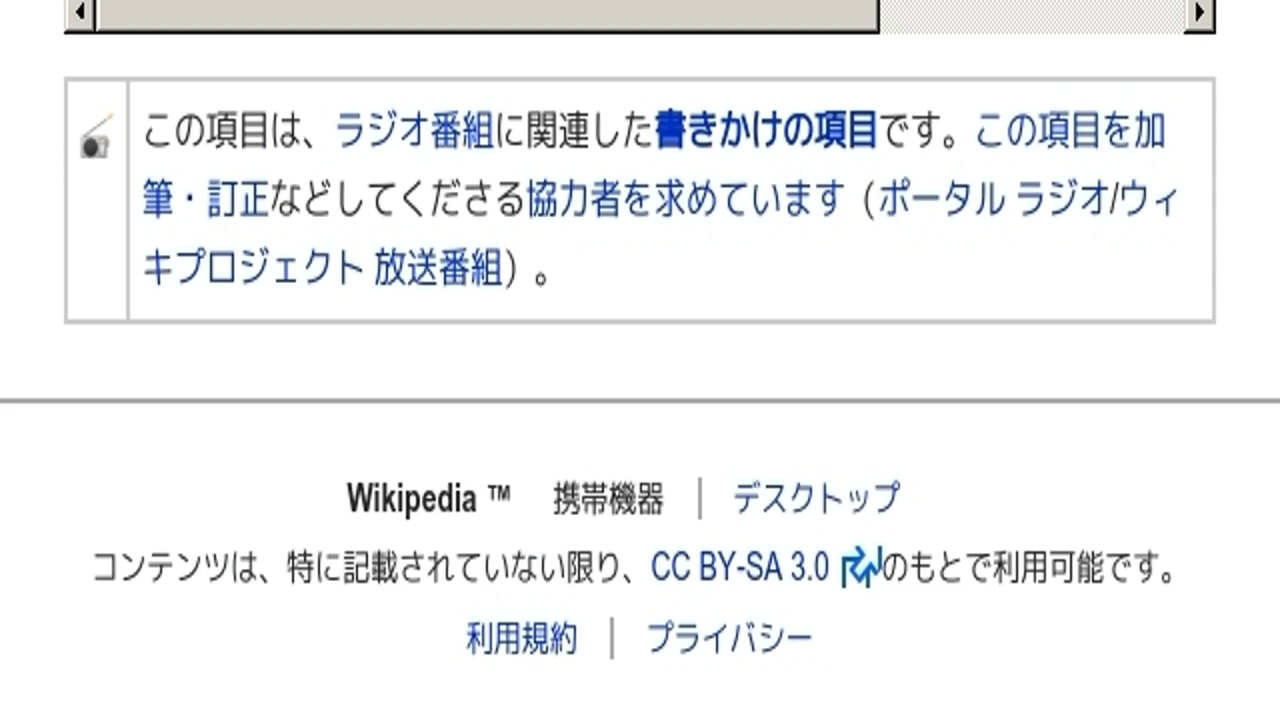 この項目は、ラジオ番組に関連した書きかけの項目です。この項目を加
筆・訂正などしてくださる協力者を求めています（ポータル ラジオ/ウィ
キプロジェクト 放送番組）。
Wikipedia ™ 携帯機器 | デスクトップ
コンテンツは、特に記載されていない限り、CC BY-SA 3.0 のもとで利用可能です。
利用規約 | プライバシー